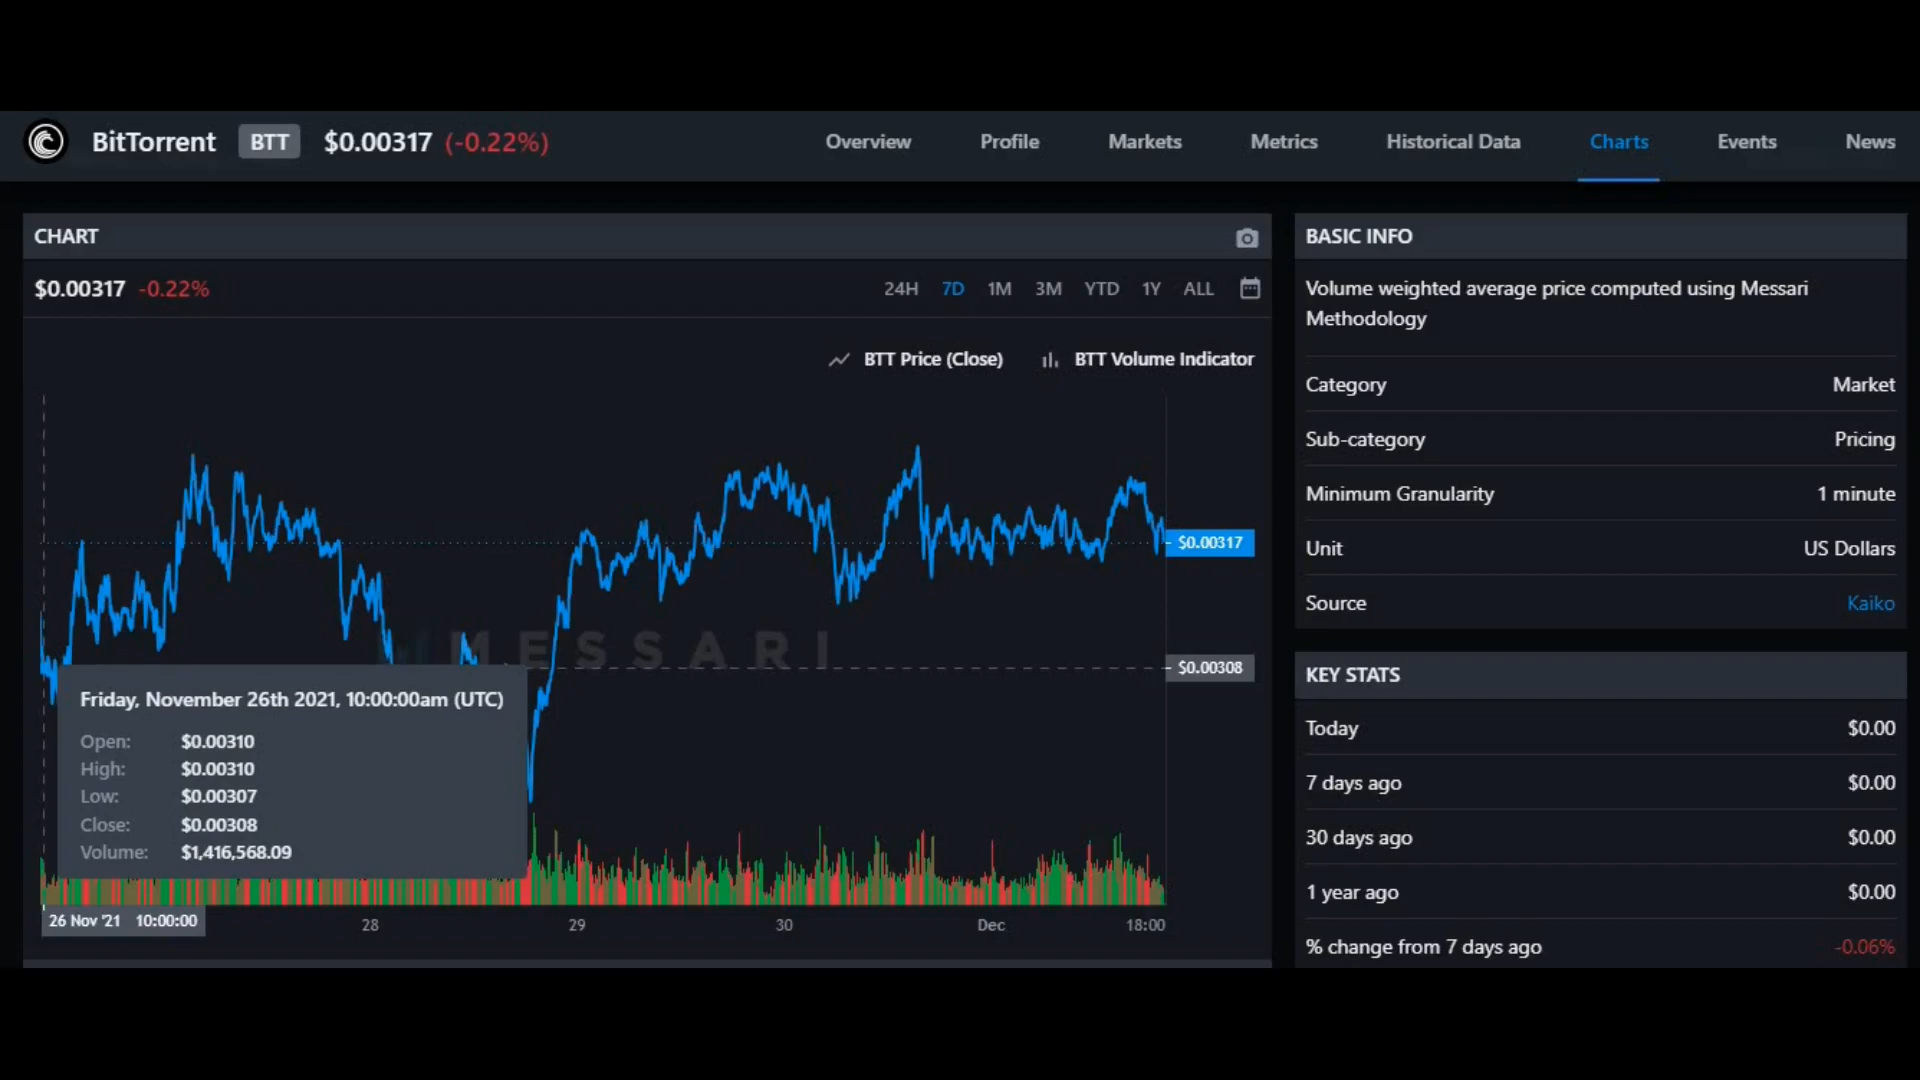 BitTorrent BTT $0.00317 (-0.22%) Overview Profile Markets Metrics Historical Data Charts Events News
CHART
$0.00317 -0.22% 24H 7D 1M 3M YTD 1Y ALL
BTT Price (Close) BTT Volume Indicator
$0.00317
MESSARI
$0.00308
Friday, November 26th 2021, 10:00:00am (UTC)
Open: $0.00310
High: $0.00310
Low: $0.00307
Close: $0.00308
Volume: $1,416,568.09
26 Nov '21 10:00:00 28 29 30 Dec 18:00
BASIC INFO
Volume weighted average price computed using Messari
Methodology
Category Market
Sub-category Pricing
Minimum Granularity 1 minute
Unit US Dollars
Source Kaiko
KEY STATS
Today $0.00
7 days ago $0.00
30 days ago $0.00
1 year ago $0.00
% change from 7 days ago -0.06%